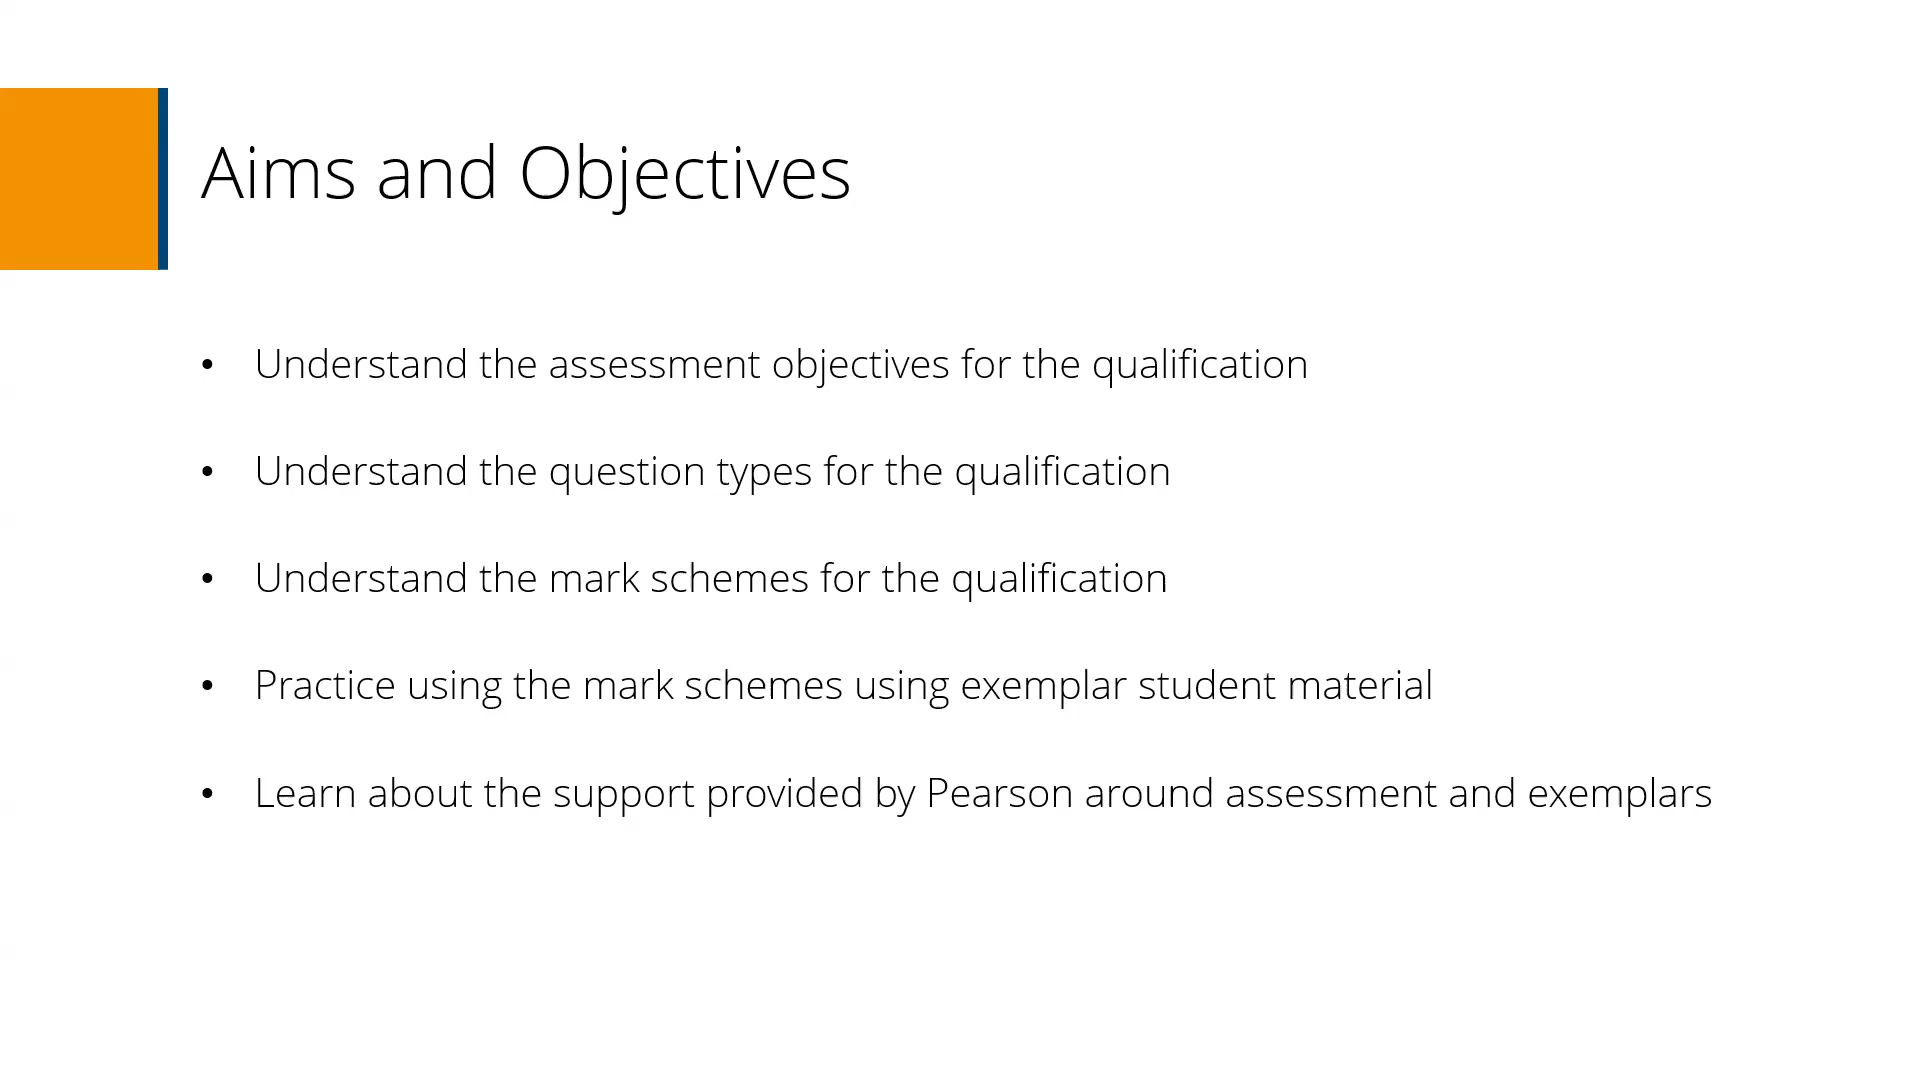 Aims and Objectives
• Understand the assessment objectives for the qualification
• Understand the question types for the qualification
• Understand the mark schemes for the qualification
• Practice using the mark schemes using exemplar student material
• Learn about the support provided by Pearson around assessment and exemplars